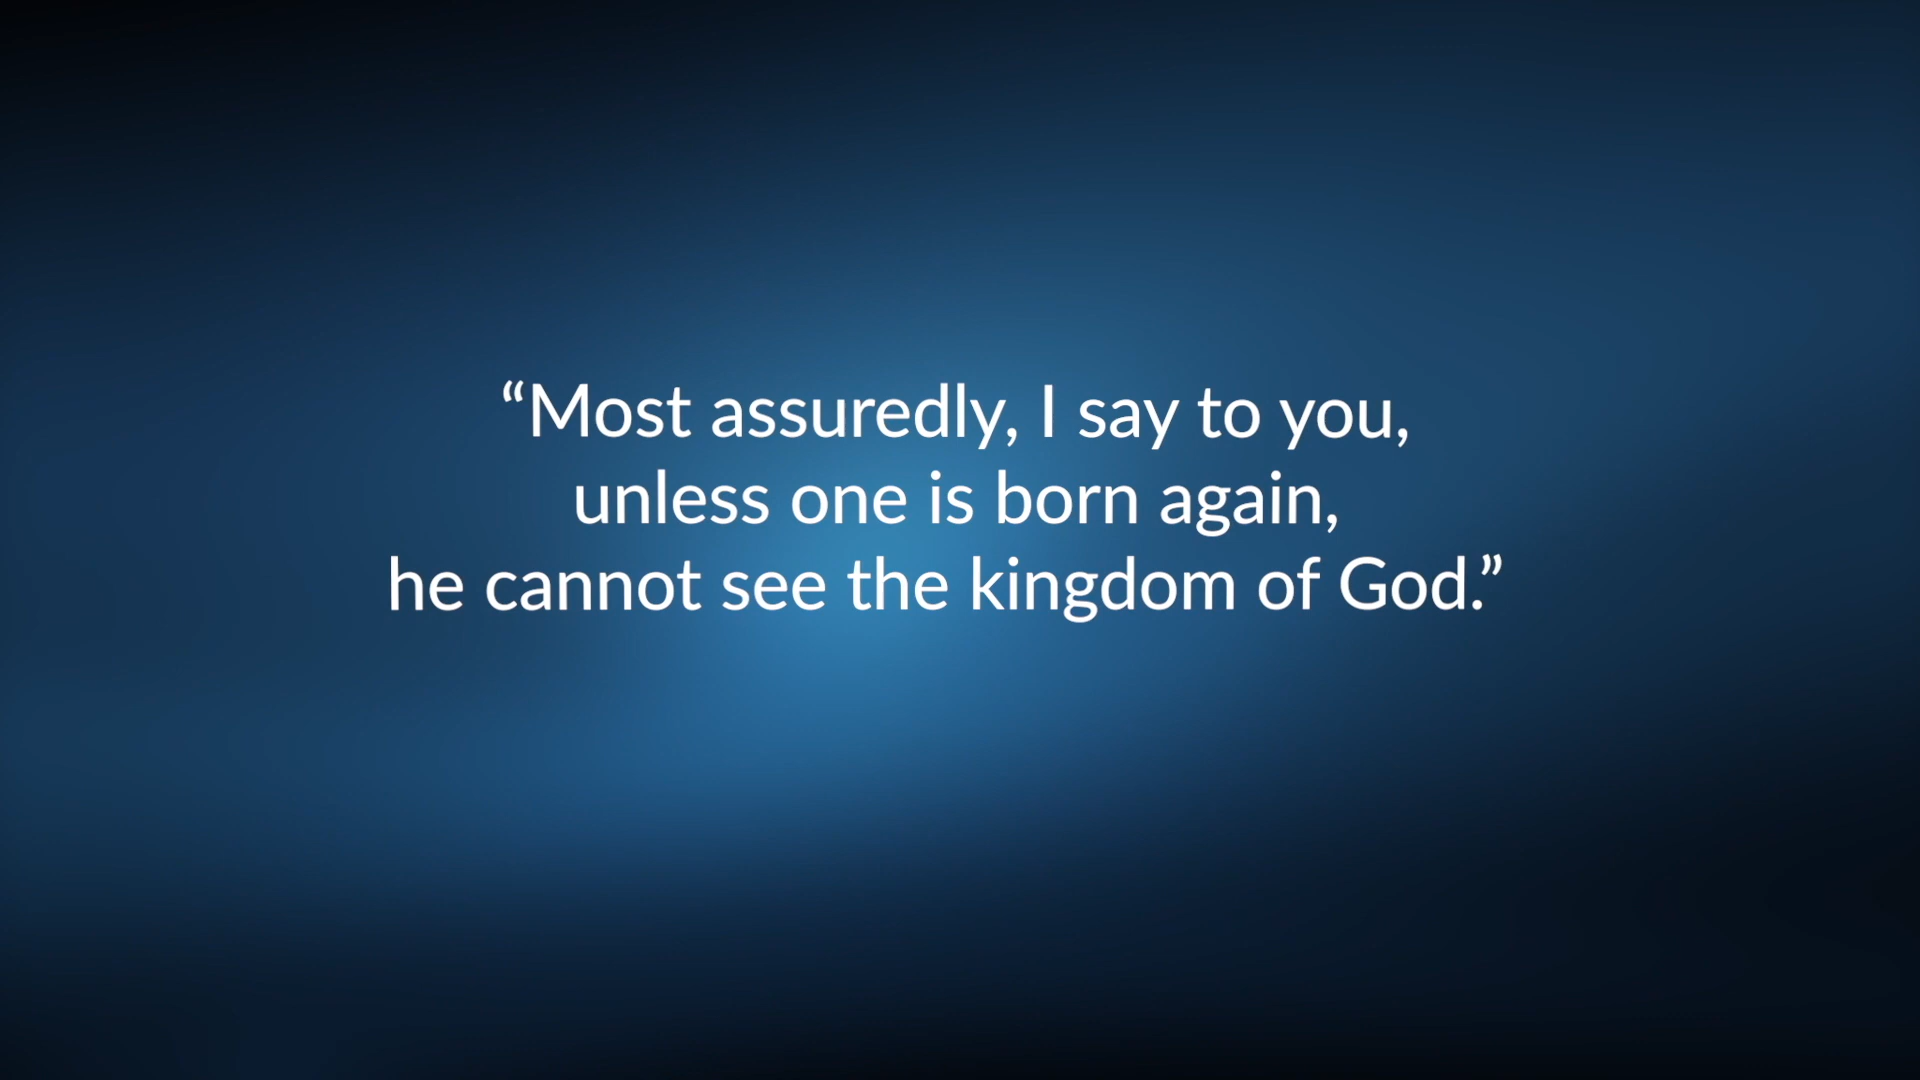 “Most assuredly, I say to you,
unless one is born again,
he cannot see the kingdom of God.”